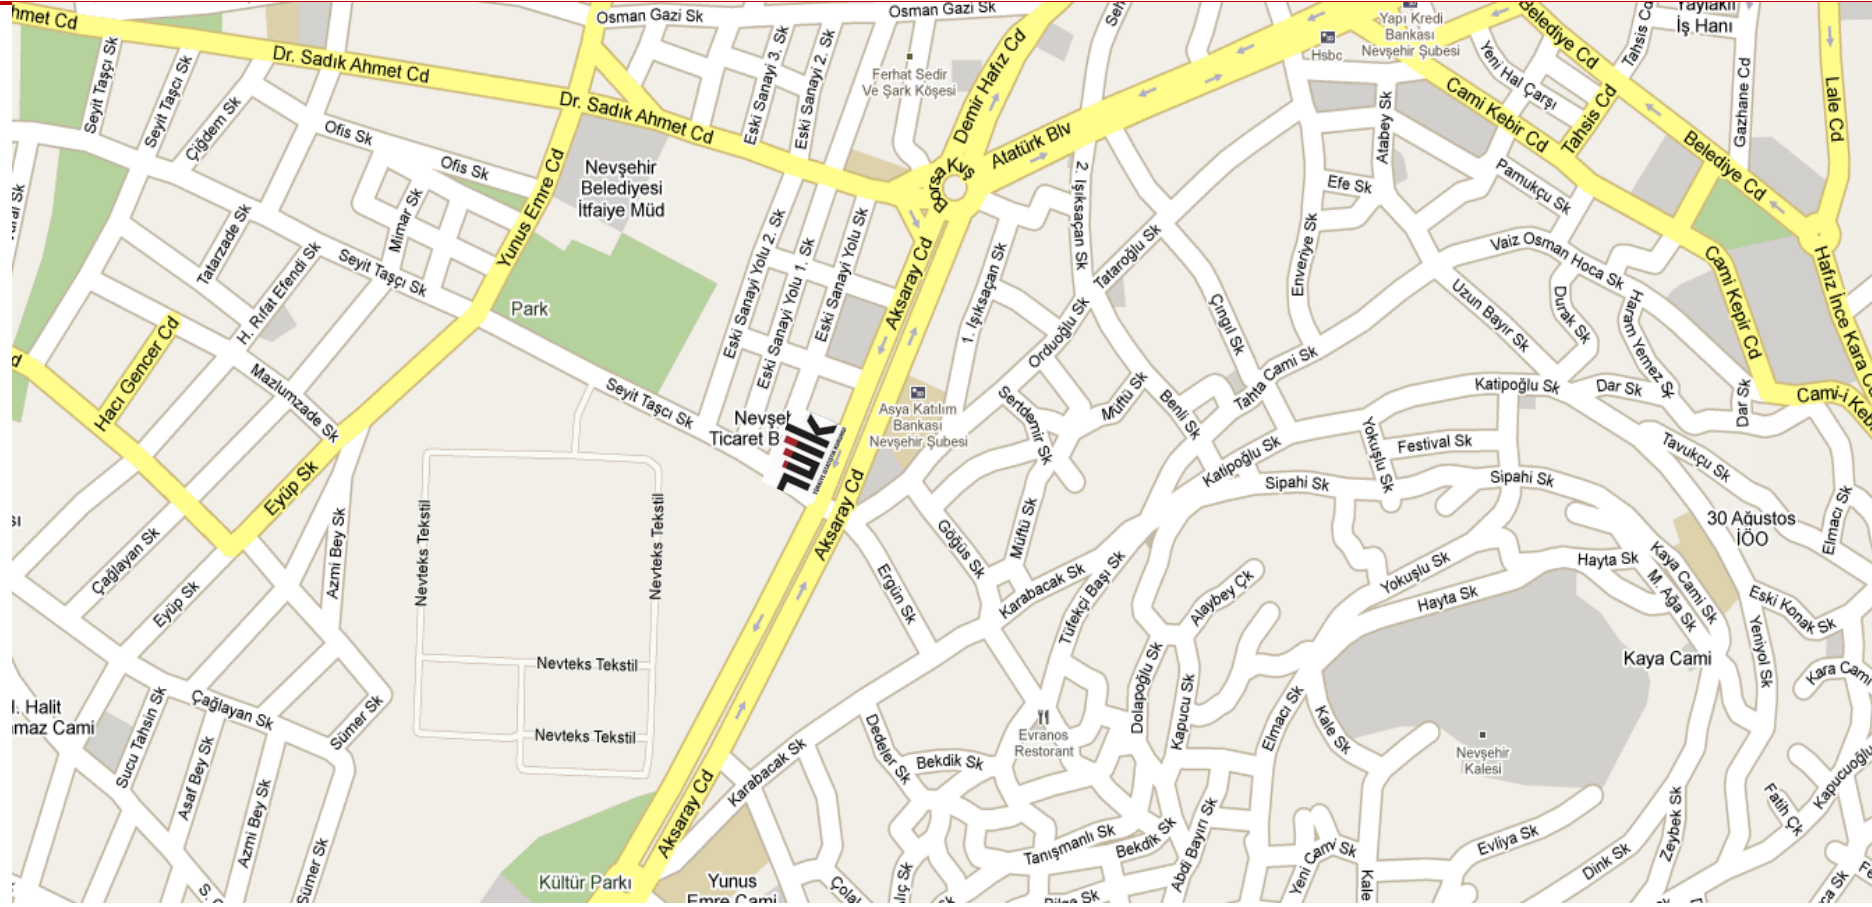 hmet Cd
Osman Gazi Sk
Osman Gazi Sk
Yapı Kredi
Bankası
Nevşehir Şubesi
Hsbc
Belediye Cd
Tahsis Cd
Yaylaklı
İş Hanı
Dr. Sadık Ahmet Cd
Dr. Sadık Ahmet Cd
Seyit Taşçı Sk
Seyit Taşçı Sk
Çiğdem Sk
Ofis Sk
Ofis Sk
Eski Sanayi 3. Sk
Eski Sanayi 2. Sk
Ferhat Sedir
Ve Şark Köşesi
Demir Hafız Cd
Atatürk Blv
Borsa Kvş
Yeni Hal Çarşı
Cami Kebir Cd
Tahsis Cd
Gazhane Cd
Lale Cd
Belediye Cd
Atabey Sk
Efe Sk
Pamukçu Sk
Nevşehir
Belediyesi
İtfaiye Müd
Yunus Emre Cd
Mimar Sk
Tatarzade Sk
H. Rıfat Efendi Sk
Seyit Taşçı Sk
Park
Eski Sanayi Yolu 2. Sk
Eski Sanayi Yolu 1. Sk
Eski Sanayi Yolu Sk
Aksaray Cd
1. Işıksaçan Sk
2. Işıksaçan Sk
Tataroğlu Sk
Orduoğlu Sk
Çıngıl Sk
Enveriye Sk
Vaiz Osman Hoca Sk
Uzun Bayır Sk
Durak Sk
Haram Yemez Sk
Cami Kepir Cd
Hafız İnce Kara C
Hacı Gencer Cd
Mazlumzade Sk
Seyit Taşcı Sk
Nevşeh
Ticaret B
TÜİK
TÜRKİYE İSTATİSTİK KURUMU
Asya Katılım
Bankası
Nevşehir Şubesi
Sertdemir Sk
Müftü Sk
Benli Sk
Tahta Cami Sk
Katipoğlu Sk
Katipoğlu Sk
Dar Sk
Dar Sk
Cami-i Keb
Yokuşlu Sk
Festival Sk
Sipahi Sk
Sipahi Sk
Tavukçu Sk
Elmacı Sk
30 Ağustos
İÖO
Eyüp Sk
Azmi Bey Sk
Çağlayan Sk
Eyüp Sk
Nevteks Tekstil
Nevteks Tekstil
Nevteks Tekstil
Nevteks Tekstil
Aksaray Cd
Göğüs Sk
Müftü Sk
Ergün Sk
Karabacak Sk
Tüfekçi Başı Sk
Alaybey Çk
Yokuşlu Sk
Hayta Sk
Hayta Sk
Kaya Cami Sk
M. Ağa Sk
Kaya Cami
Eski Konak Sk
Yeniyol Sk
Kara Cami
Halit
maz Cami
Çağlayan Sk
Sucu Tahsin Sk
Sümer Sk
Asaf Bey Sk
Azmi Bey Sk
Sümer Sk
Dolapoğlu Sk
Kapucu Sk
Elmacı Sk
Kale Sk
Evranos
Restorant
Nevşehir
Kalesi
Dedeler Sk
Bekdik Sk
Karabacak Sk
Aksaray Cd
Kültür Parkı
Yunus
Emre Cami
Tanışmanlı Sk
Bekdik Sk
Abdi Bayırı Sk
Yeni Cami Sk
Kale
Evliya Sk
Dink Sk
Zeybek Sk
Fatih Çk
Kapucuoğlu